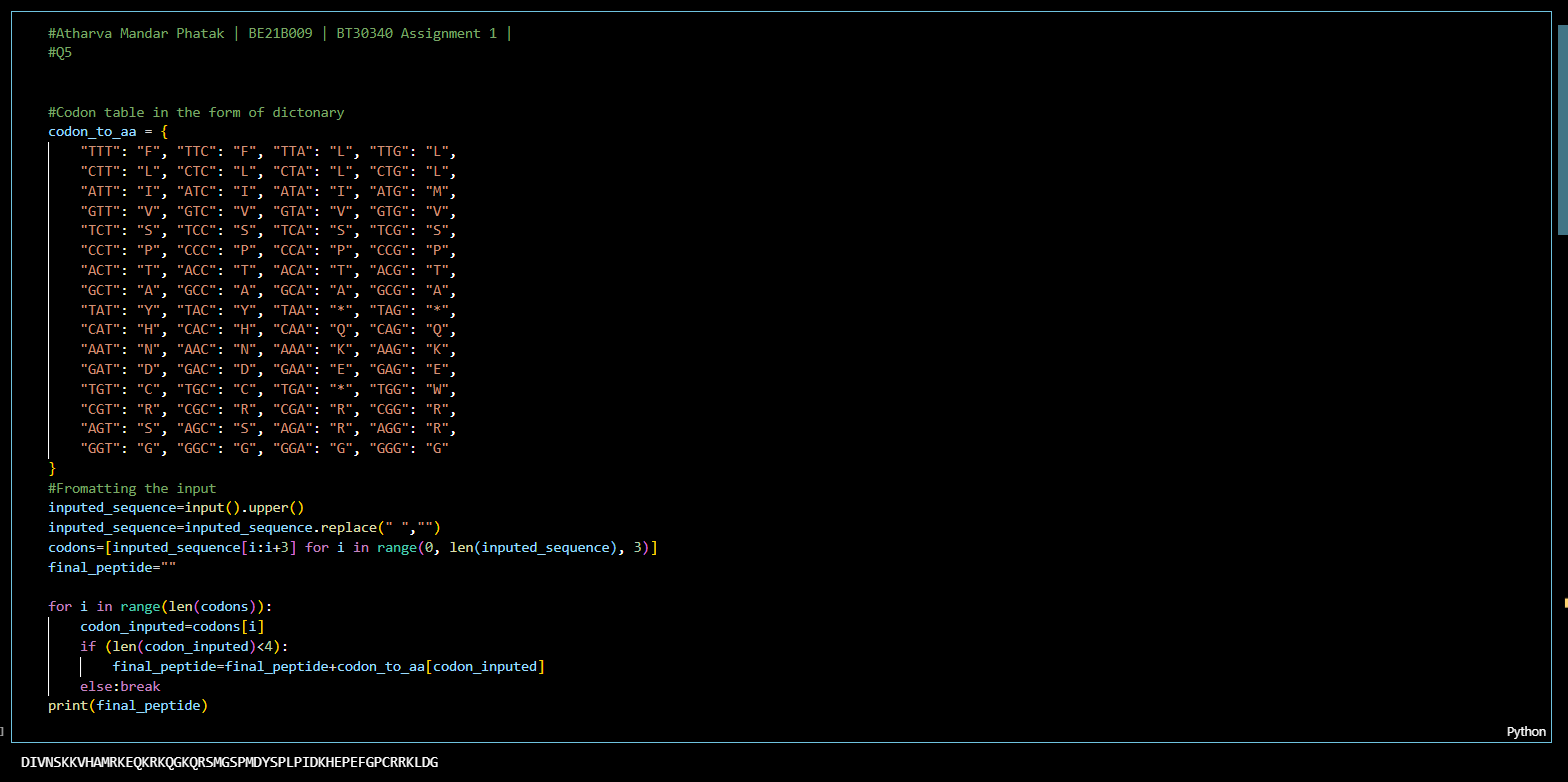 #Atharva Mandar Phatak | BE21B009 | BT30340 Assignment 1 |
#Q5
#Codon table in the form of dictonary
codon_to_aa = {
"TTT": "F", "TTC": "F", "TTA": "L", "TTG": "L",
"CTT": "L", "CTC": "L", "CTA": "L", "CTG": "L",
"ATT": "I", "ATC": "I", "ATA": "I", "ATG": "M",
"GTT": "V", "GTC": "V", "GTA": "V", "GTG": "V",
"TCT": "S", "TCC": "S", "TCA": "S", "TCG": "S",
"CCT": "P", "CCC": "P", "CCA": "P", "CCG": "P",
"ACT": "T", "ACC": "T", "ACA": "T", "ACG": "T",
"GCT": "A", "GCC": "A", "GCA": "A", "GCG": "A",
"TAT": "Y", "TAC": "Y", "TAA": "*", "TAG": "*",
"CAT": "H", "CAC": "H", "CAA": "Q", "CAG": "Q",
"AAT": "N", "AAC": "N", "AAA": "K", "AAG": "K",
"GAT": "D", "GAC": "D", "GAA": "E", "GAG": "E",
"TGT": "C", "TGC": "C", "TGA": "*", "TGG": "W",
"CGT": "R", "CGC": "R", "CGA": "R", "CGG": "R",
"AGT": "S", "AGC": "S", "AGA": "R", "AGG": "R",
"GGT": "G", "GGC": "G", "GGA": "G", "GGG": "G"
}
#Fromatting the input
inputed_sequence=input().upper()
inputed_sequence=inputed_sequence.replace(" ","")
codons=[inputed_sequence[i:i+3] for i in range(0, len(inputed_sequence), 3)]
final_peptide=""
for i in range(len(codons)):
codon_inputed=codons[i]
if (len(codon_inputed)<4):
final_peptide=final_peptide+codon_to_aa[codon_inputed]
else:break
print(final_peptide)
]
Python
DIVNSKKVHAMRKEQKRKQGKQRSMGSPMDYSPLPIDKHEPEFGPCRRKLDG